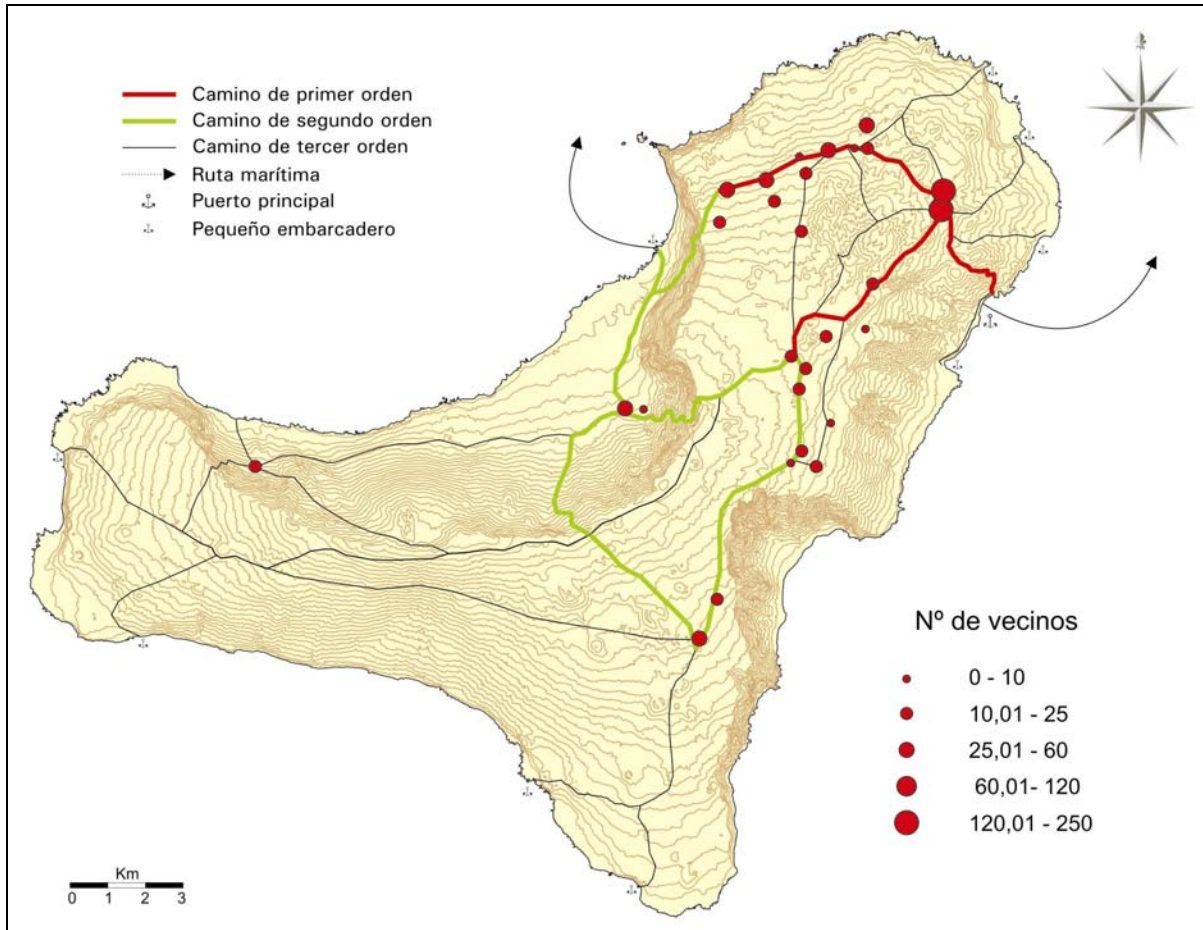 Camino de primer orden
Camino de segundo orden
Camino de tercer orden
Ruta marítima
Puerto principal
Pequeño embarcadero
Nº de vecinos
0 - 10
10,01 - 25
25,01 - 60
60,01- 120
120,01 - 250
Km
0 1 2 3